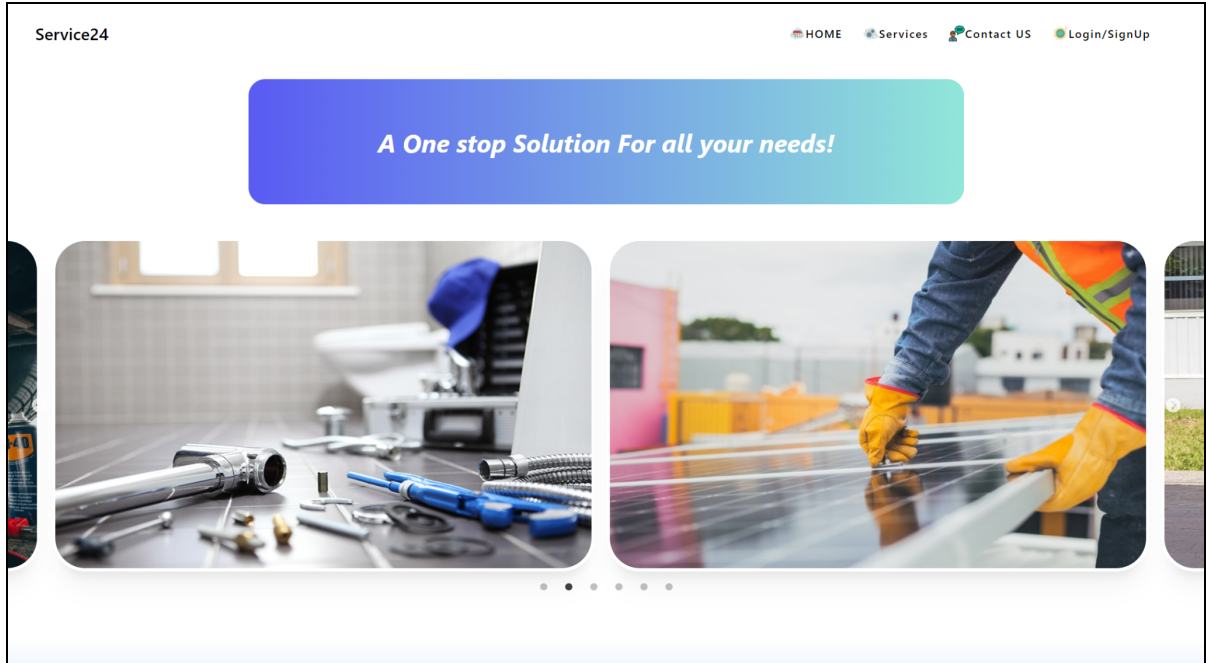 Service24
HOME
Services
Contact US
Login/SignUp
A One stop Solution For all your needs!